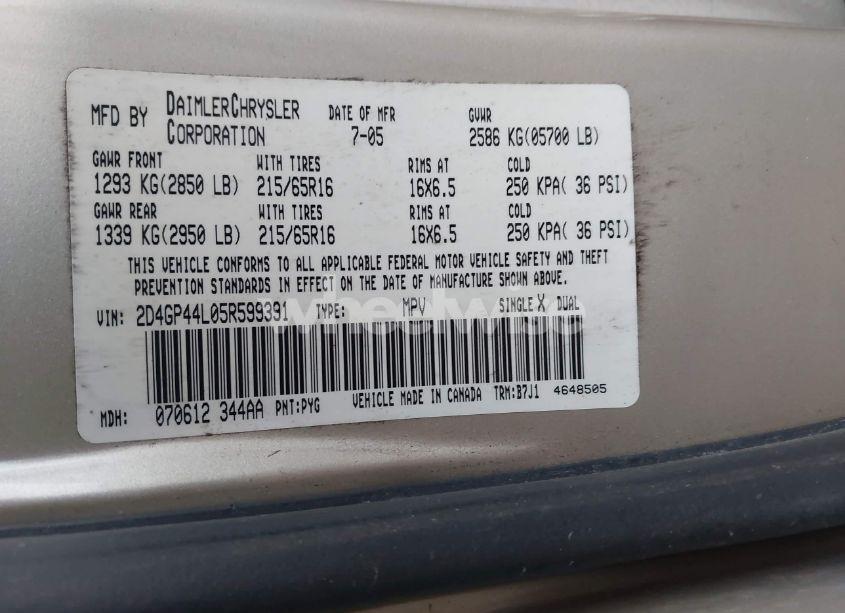 MFD BY DAIMLERCHRYSLER CORPORATION DATE OF MFR 7-05 GVWR 2586 KG(05700 LB)
GAWR FRONT WITH TIRES RIMS AT COLD
1293 KG(2850 LB) 215/65R16 16X6.5 250 KPA( 36 PSI)
GAWR REAR WITH TIRES RIMS AT COLD
1339 KG(2950 LB) 215/65R16 16X6.5 250 KPA( 36 PSI)
THIS VEHICLE CONFORMS TO ALL APPLICABLE FEDERAL MOTOR VEHICLE SAFETY AND THEFT
PREVENTION STANDARDS IN EFFECT ON THE DATE OF MANUFACTURE SHOWN ABOVE.
VIN: 2D4GP44L05R599391 TYPE: MPV SINGLE X DUAL
wheelwise
MDH: 070612 344AA PNT:PYG VEHICLE MADE IN CANADA TRM:B7J1 4648505